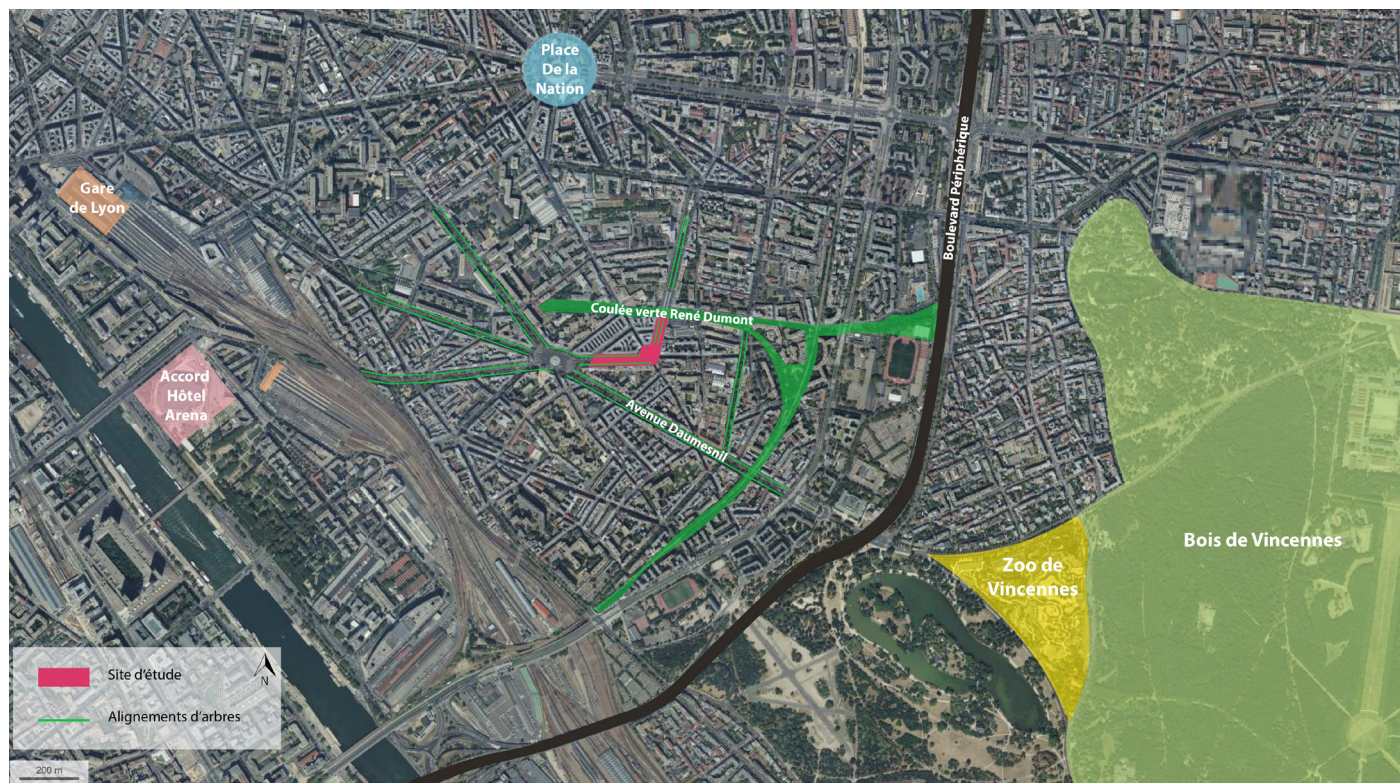 Place
De la
Nation
Boulevard Périphérique
Gare
de Lyon
Coulée verte René Dumont
Accord
Hôtel
Arena
Avenue Daumesnil
Bois de Vincennes
Zoo de
Vincennes
Site d'étude
N
Alignements d'arbres
200 m